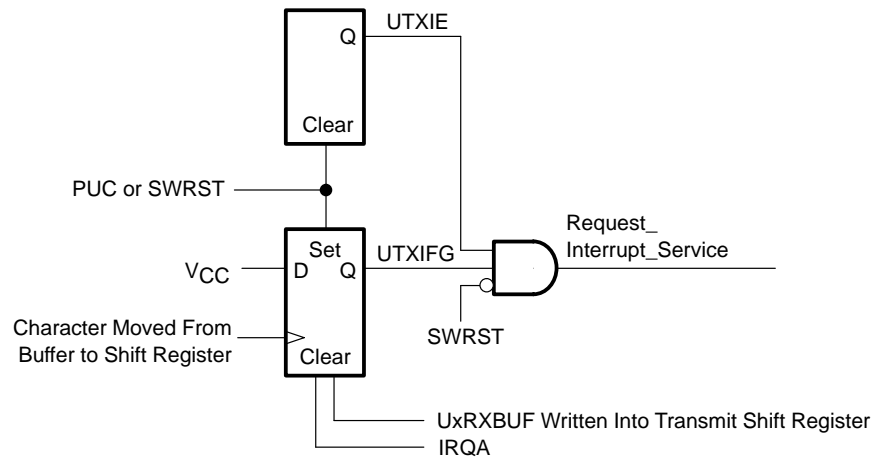 Q
UTXIE
Clear
PUC or SWRST
Set
VCC
D
Q
UTXIFG
Request_
Interrupt_Service
Character Moved From
Buffer to Shift Register
Clear
SWRST
UxRXBUF Written Into Transmit Shift Register
IRQA